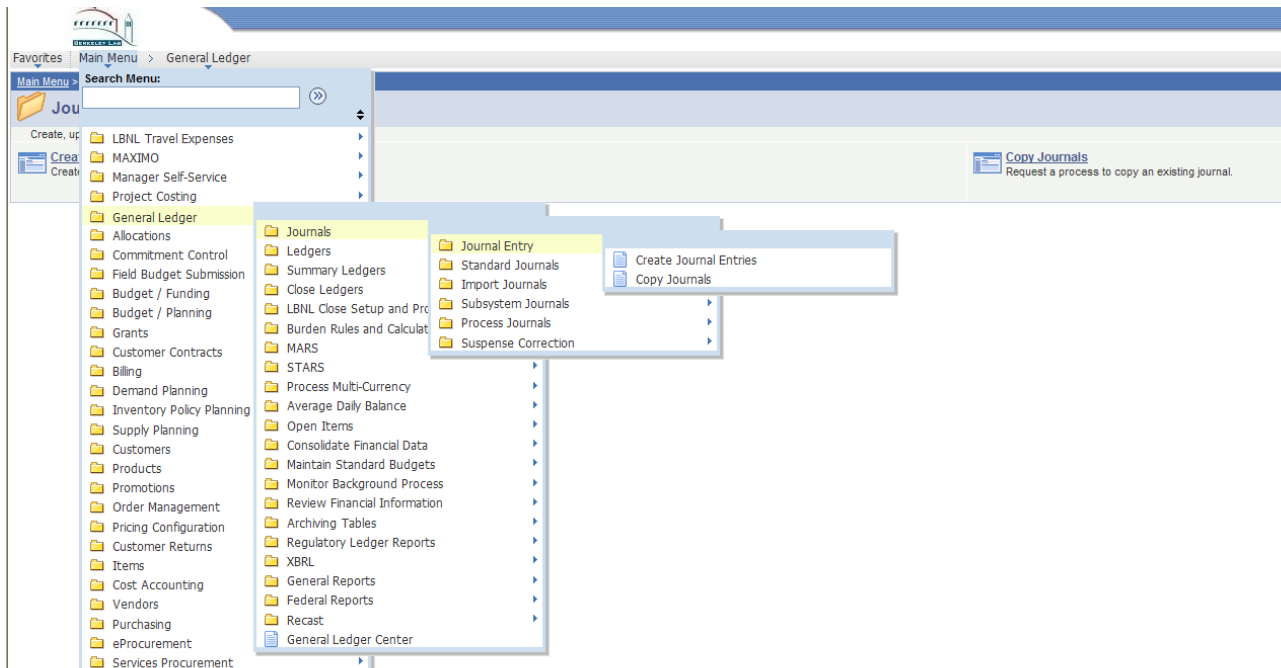 BERKELEY LAB
Favorites Main Menu > General Ledger
Main Menu >
Search Menu:
Jou
Create, up
Crea
Creat
Copy Journals
Request a process to copy an existing journal.
LBNL Travel Expenses
MAXIMO
Manager Self-Service
Project Costing
General Ledger
Allocations
Commitment Control
Field Budget Submission
Budget / Funding
Budget / Planning
Grants
Customer Contracts
Billing
Demand Planning
Inventory Policy Planning
Supply Planning
Customers
Products
Promotions
Order Management
Pricing Configuration
Customer Returns
Items
Cost Accounting
Vendors
Purchasing
eProcurement
Services Procurement
Journals
Ledgers
Summary Ledgers
Close Ledgers
LBNL Close Setup and Pro
Burden Rules and Calculat
MARS
STARS
Process Multi-Currency
Average Daily Balance
Open Items
Consolidate Financial Data
Maintain Standard Budgets
Monitor Background Process
Review Financial Information
Archiving Tables
Regulatory Ledger Reports
XBRL
General Reports
Federal Reports
Recast
General Ledger Center
Journal Entry
Standard Journals
Import Journals
Subsystem Journals
Process Journals
Suspense Correction
Create Journal Entries
Copy Journals